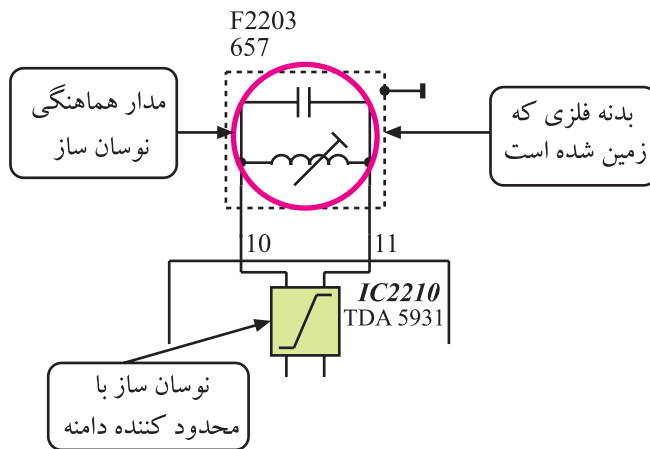 F2203
657
مدار هماهنگی
نوسان ساز
بدنه فلزی که
زمین شده است
10
11
IC2210
TDA 5931
نوسان ساز با
محدود کننده دامنه